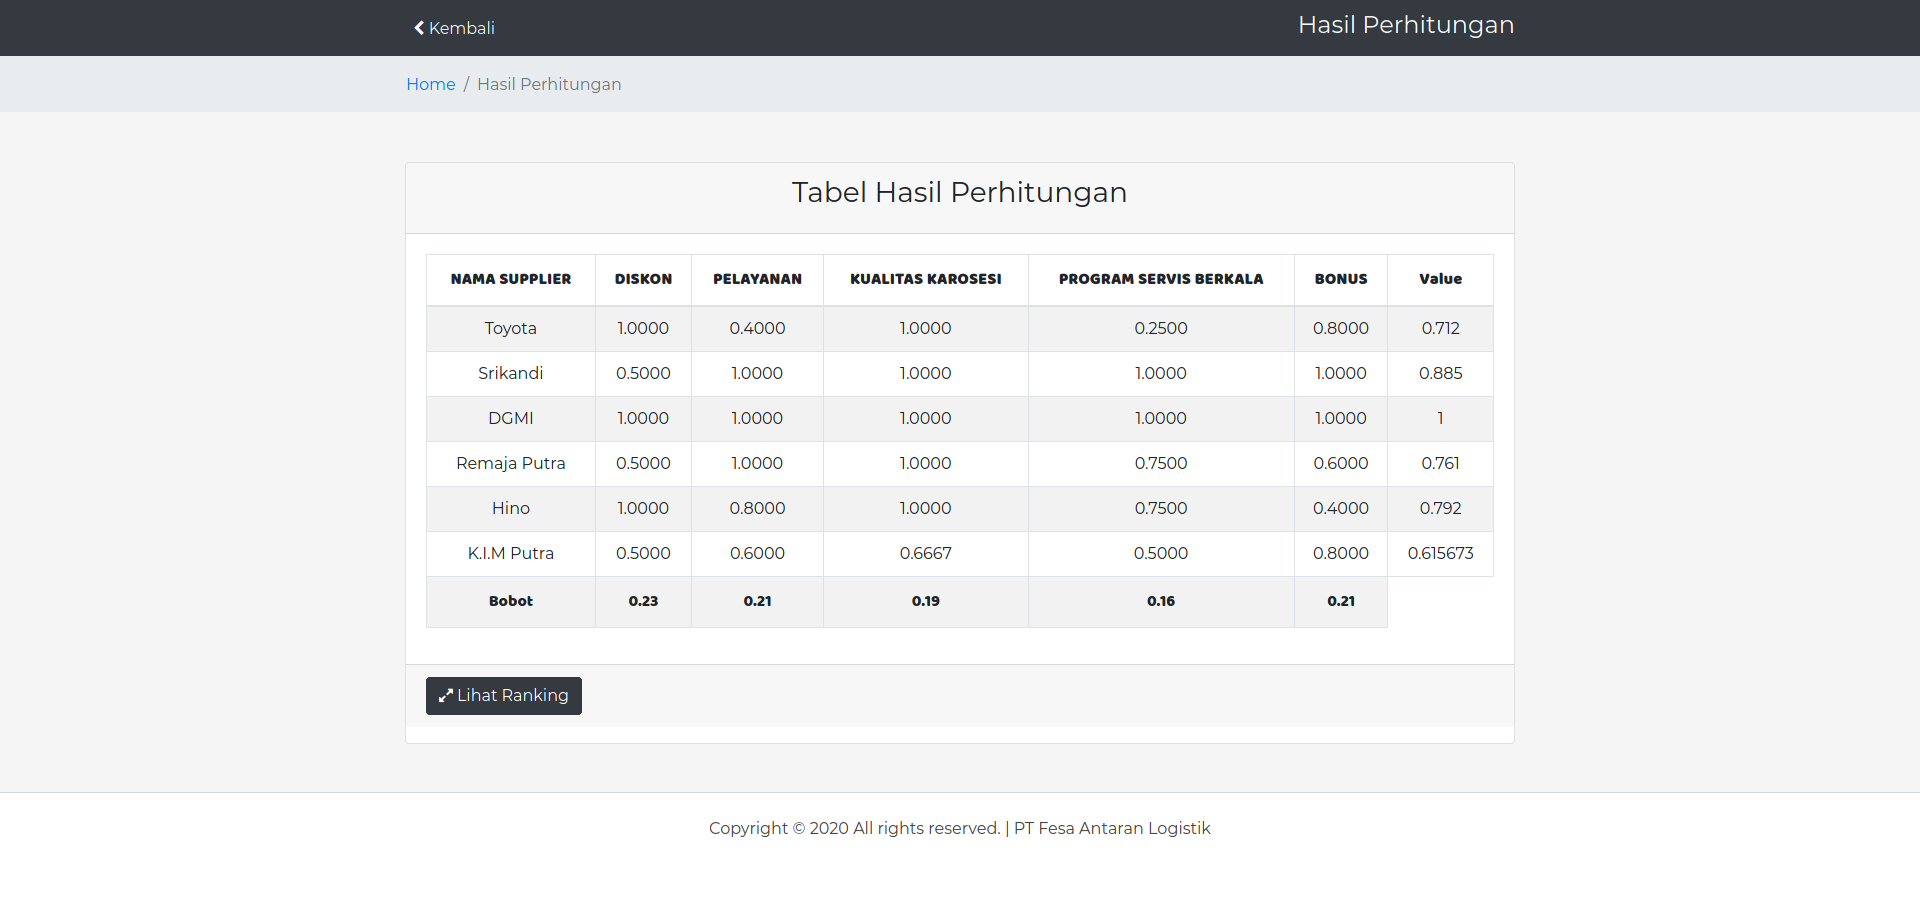 Kembali
Hasil Perhitungan
Home / Hasil Perhitungan
Tabel Hasil Perhitungan
NAMA SUPPLIER DISKON PELAYANAN KUALITAS KAROSESI PROGRAM SERVIS BERKALA BONUS Value
Toyota 1.0000 0.4000 1.0000 0.2500 0.8000 0.712
Srikandi 0.5000 1.0000 1.0000 1.0000 1.0000 0.885
DGMI 1.0000 1.0000 1.0000 1.0000 1.0000 1
Remaja Putra 0.5000 1.0000 1.0000 0.7500 0.6000 0.761
Hino 1.0000 0.8000 1.0000 0.7500 0.4000 0.792
K.I.M Putra 0.5000 0.6000 0.6667 0.5000 0.8000 0.615673
Bobot 0.23 0.21 0.19 0.16 0.21
Lihat Ranking
Copyright © 2020 All rights reserved. | PT Fesa Antaran Logistik